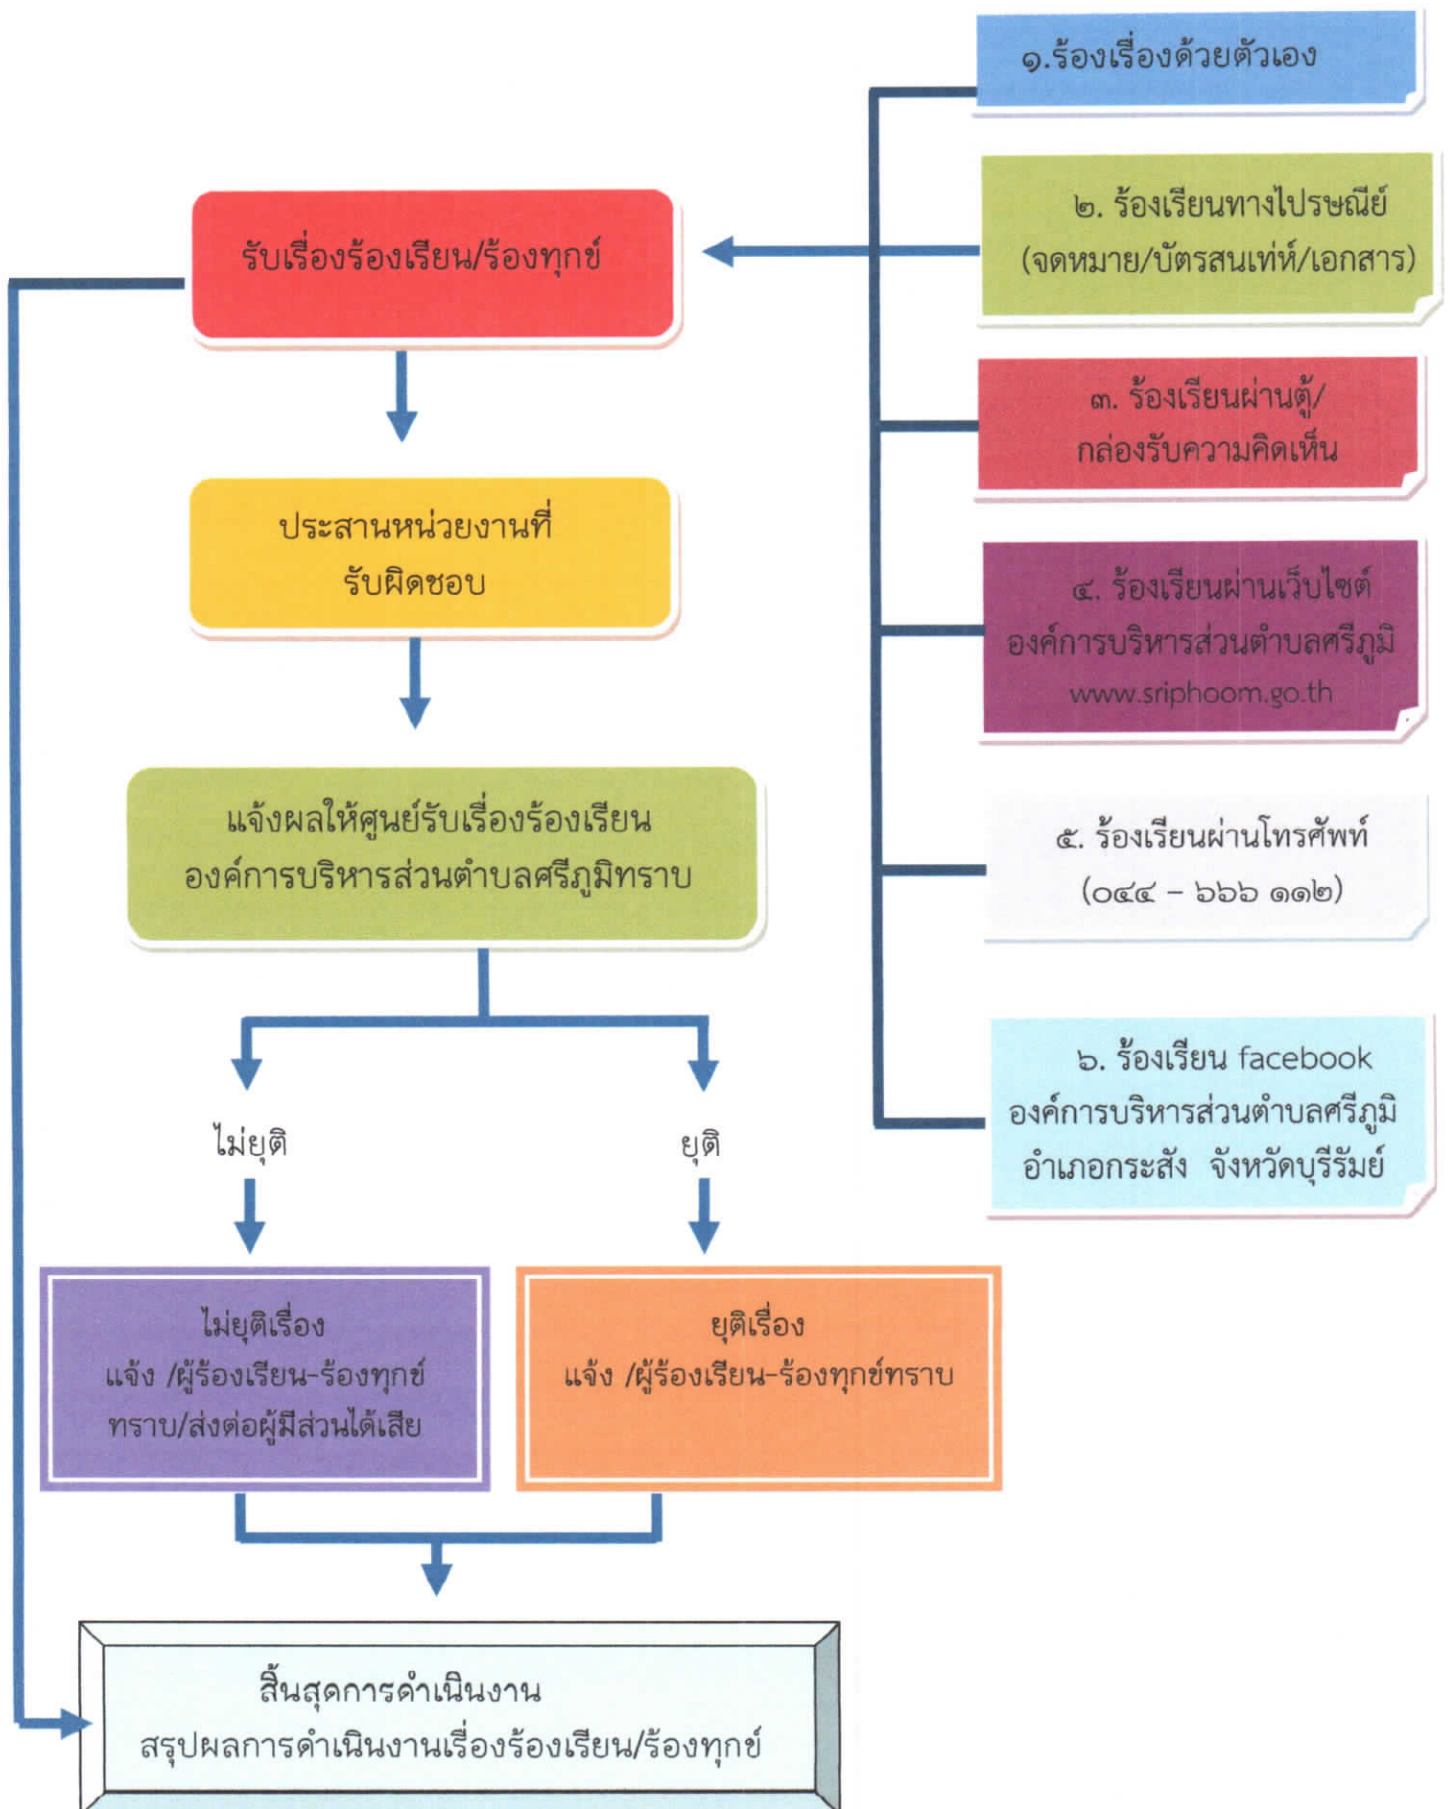 ๑.ร้องเรื่องด้วยตัวเอง
๒. ร้องเรียนทางไปรษณีย์
(จดหมาย/บัตรสนเท่ห์/เอกสาร)
๓. ร้องเรียนผ่านตู้/
กล่องรับความคิดเห็น
๔. ร้องเรียนผ่านเว็บไซต์
องค์การบริหารส่วนตำบลศรีภูมิ
www.sriphoom.go.th
๕. ร้องเรียนผ่านโทรศัพท์
(๐๔๔ – ๖๖๖ ๑๑๒)
๖. ร้องเรียน facebook
องค์การบริหารส่วนตำบลศรีภูมิ
อำเภอกระสัง จังหวัดบุรีรัมย์
รับเรื่องร้องเรียน/ร้องทุกข์
ประสานหน่วยงานที่
รับผิดชอบ
แจ้งผลให้ศูนย์รับเรื่องร้องเรียน
องค์การบริหารส่วนตำบลศรีภูมิทราบ
ไม่ยุติ
ยุติ
ไม่ยุติเรื่อง
แจ้ง /ผู้ร้องเรียน-ร้องทุกข์
ทราบ/ส่งต่อผู้มีส่วนได้เสีย
ยุติเรื่อง
แจ้ง /ผู้ร้องเรียน-ร้องทุกข์ทราบ
สิ้นสุดการดำเนินงาน
สรุปผลการดำเนินงานเรื่องร้องเรียน/ร้องทุกข์